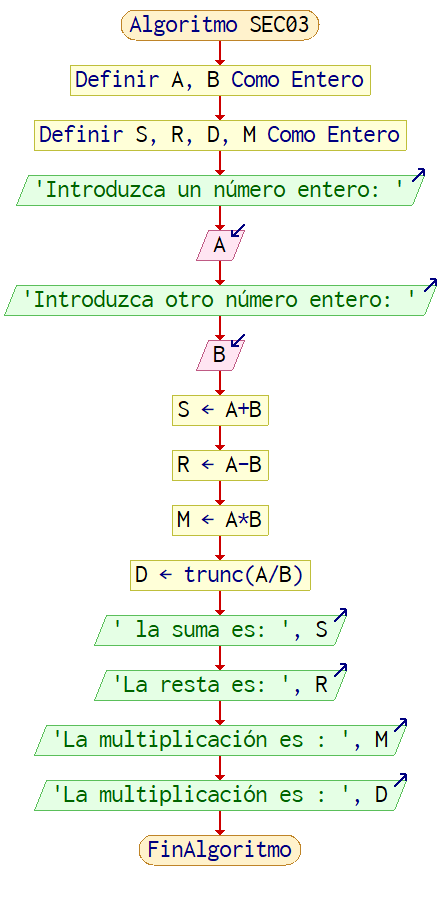 Algoritmo SEC03
Definir A, B Como Entero
Definir S, R, D, M Como Entero
'Introduzca un número entero: '
A
'Introduzca otro número entero: '
B
S ← A+B
R ← A-B
M ← A*B
D ← trunc(A/B)
' la suma es: ', S
'La resta es: ', R
'La multiplicación es : ', M
'La multiplicación es : ', D
FinAlgoritmo